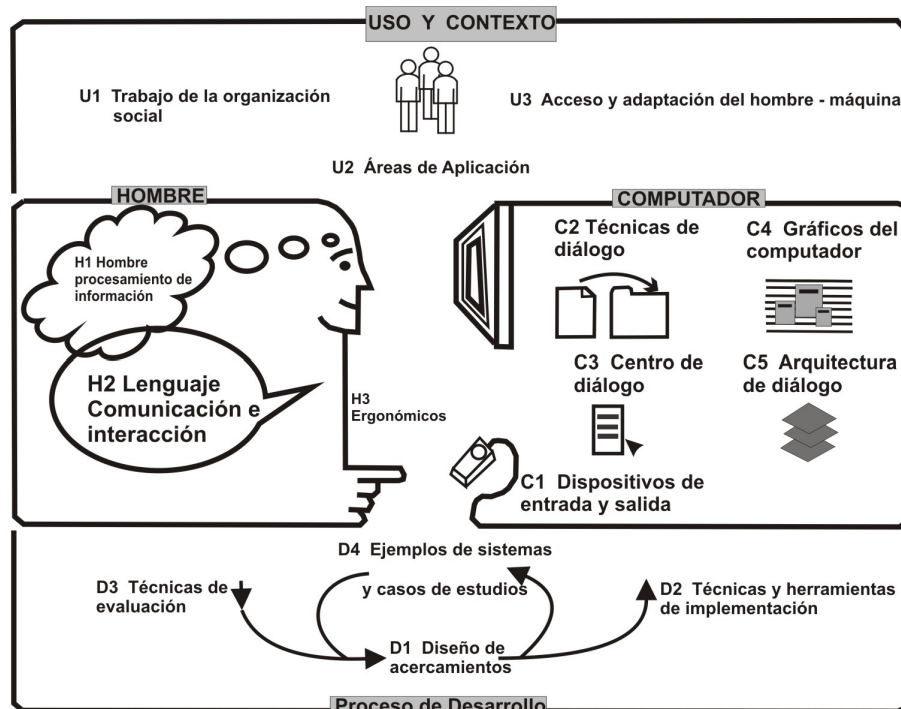 USO Y CONTEXTO
U1 Trabajo de la organización
social
U3 Acceso y adaptación del hombre - máquina
U2 Áreas de Aplicación
HOMBRE
H1 Hombre
procesamiento de
información
H2 Lenguaje
Comunicación e
interacción
H3
Ergonómicos
COMPUTADOR
C2 Técnicas de
diálogo
C4 Gráficos del
computador
C3 Centro de
diálogo
C5 Arquitectura
de diálogo
C1 Dispositivos de
entrada y salida
D4 Ejemplos de sistemas
y casos de estudios
D3 Técnicas de
evaluación
D2 Técnicas y herramientas
de implementación
D1 Diseño de
acercamientos
Proceso de Desarrollo